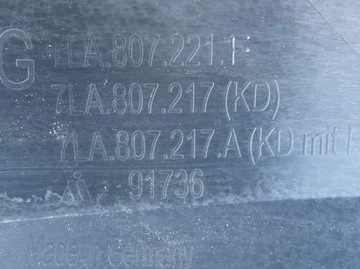 G 7LA.807.221.F
7LA.807.217 (KD)
7LA.807.217.A (KD mit F
91736
Made in Germany